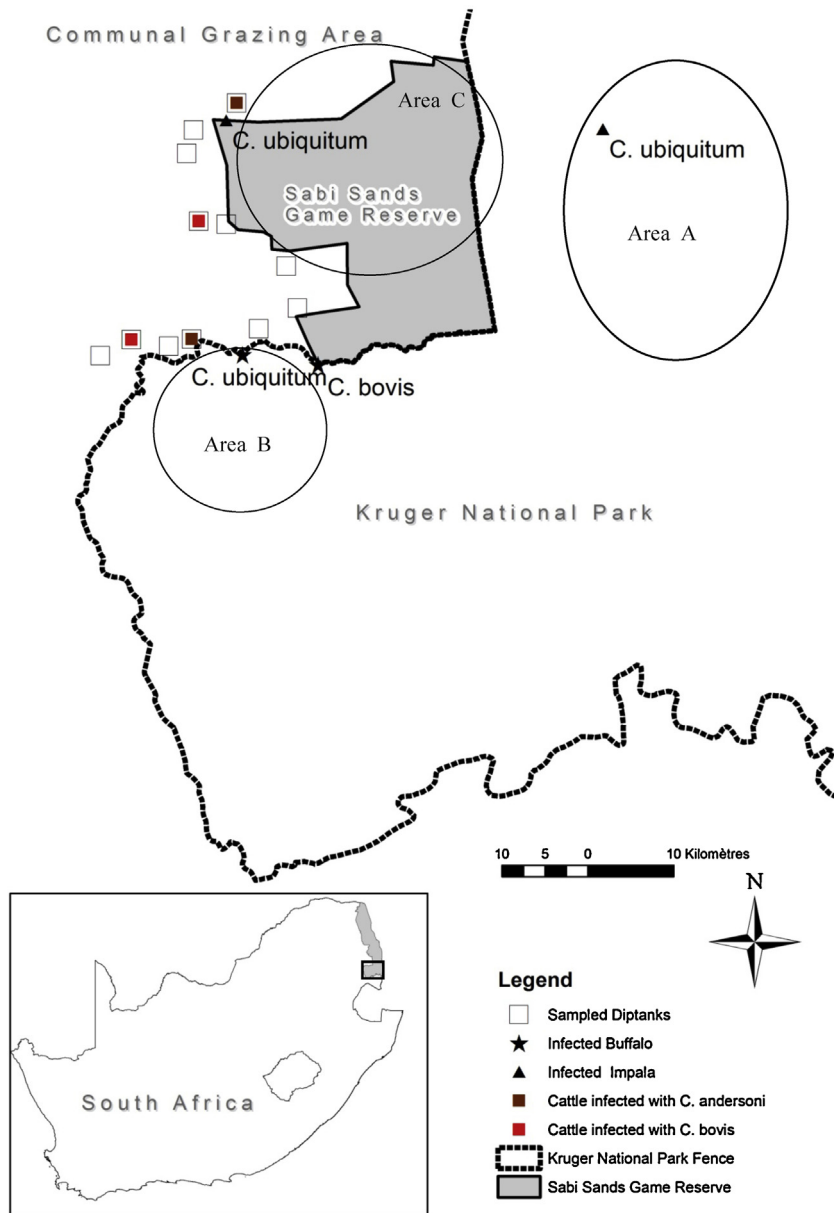 Communal Grazing Area
Area C
C. ubiquitum
C. ubiquitum
Sabi Sands
Game Reserve
Area A
C. ubiquitum
C. bovis
Area B
Kruger National Park
10 5 0 10 Kilomètres
N
South Africa
Legend
Sampled Diptanks
Infected Buffalo
Infected Impala
Cattle infected with C. andersoni
Cattle infected with C. bovis
Kruger National Park Fence
Sabi Sands Game Reserve